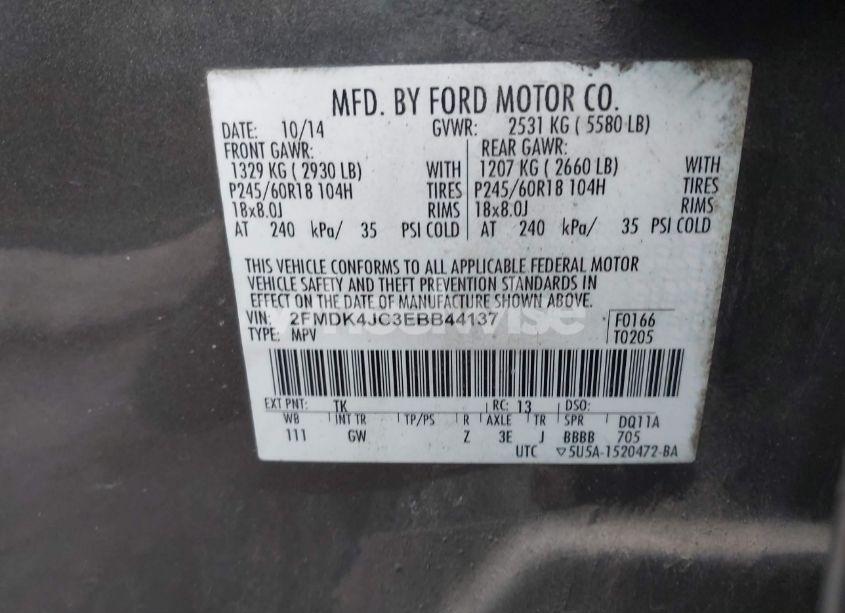 MFD. BY FORD MOTOR CO.
DATE: 10/14 GVWR: 2531 KG ( 5580 LB)
FRONT GAWR: REAR GAWR:
1329 KG ( 2930 LB) WITH 1207 KG ( 2660 LB) WITH
P245/60R18 104H TIRES P245/60R18 104H TIRES
18x8.0J RIMS 18x8.0J RIMS
AT 240 kPa/ 35 PSI COLD AT 240 kPa/ 35 PSI COLD
THIS VEHICLE CONFORMS TO ALL APPLICABLE FEDERAL MOTOR
VEHICLE SAFETY AND THEFT PREVENTION STANDARDS IN
EFFECT ON THE DATE OF MANUFACTURE SHOWN ABOVE.
VIN: 2FMDK4JC3EBB44137 F0166
TYPE: MPV T0205
EXT PNT: TK RC: 13 DSO:
WB INT TR TP/PS R AXLE TR SPR DQ11A
111 GW Z 3E J BBBB 705
UTC ▽5U5A-1520472-BA